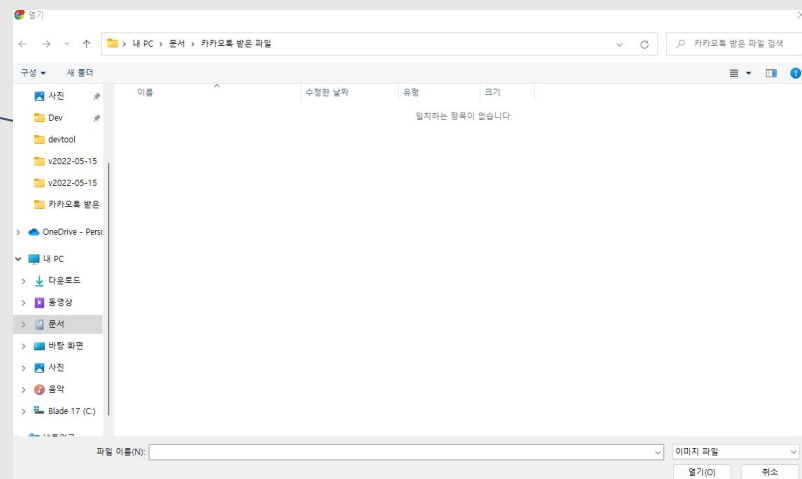 열기
내 PC › 문서 › 카카오톡 받은 파일
카카오톡 받은 파일 검색
구성
새 폴더
이름
수정한 날짜
유형
크기
일치하는 항목이 없습니다.
사진
Dev
devtool
v2022-05-15
v2022-05-15
카카오톡 받은
OneDrive - Perso
내 PC
다운로드
동영상
문서
바탕 화면
사진
음악
Blade 17 (C:)
파일 이름(N):
이미지 파일
열기(O)
취소